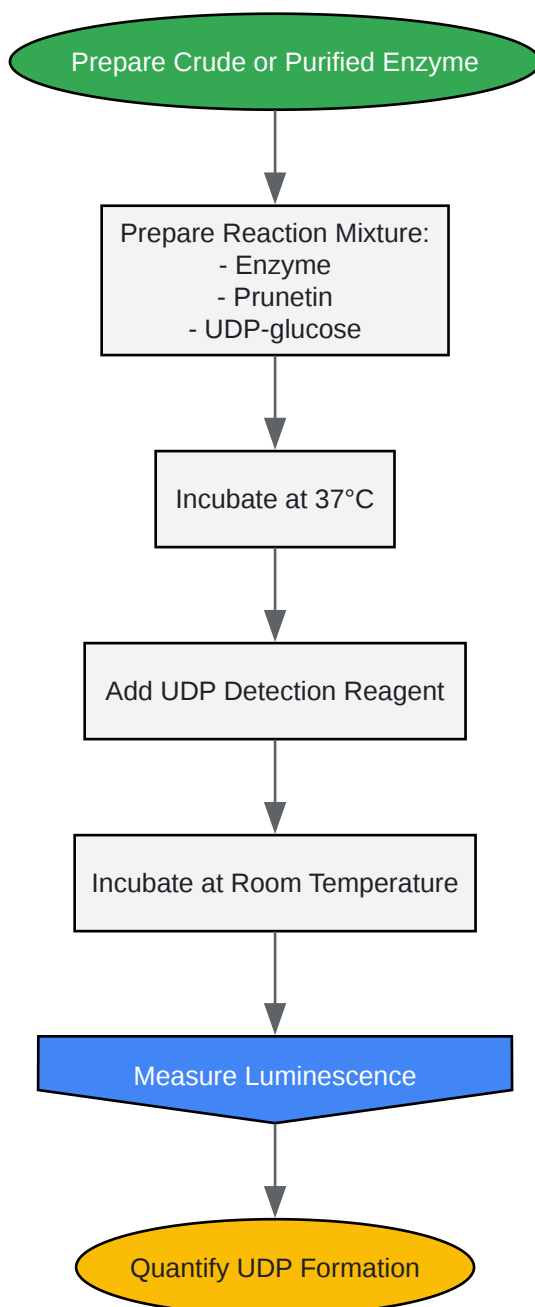 Prepare Crude or Purified Enzyme
Prepare Reaction Mixture:
- Enzyme
- Prunetin
- UDP-glucose
Incubate at 37°C
Add UDP Detection Reagent
Incubate at Room Temperature
Measure Luminescence
Quantify UDP Formation